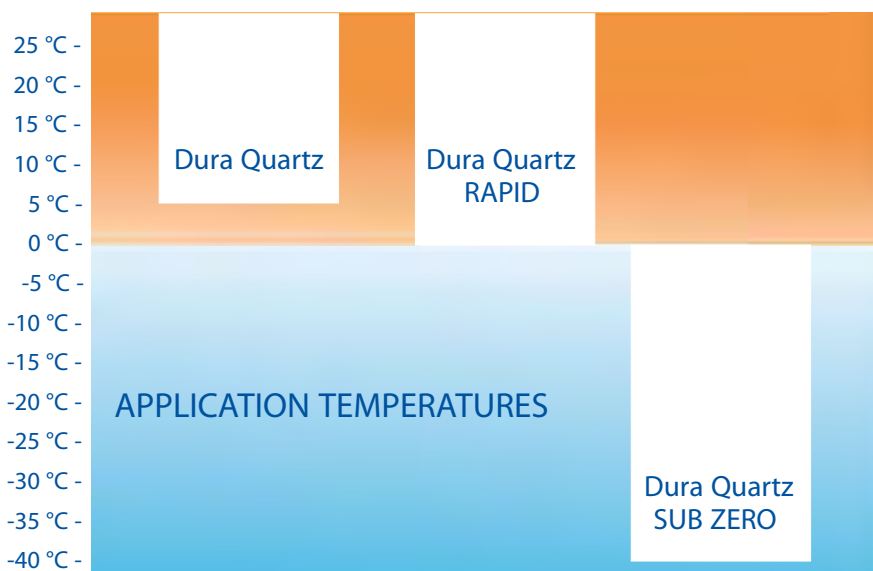 25 °C -
20 °C -
15 °C -
10 °C -
5 °C -
0 °C -
-5 °C -
-10 °C -
-15 °C -
-20 °C -
-25 °C -
-30 °C -
-35 °C -
-40 °C -
Dura Quartz
Dura Quartz
RAPID
APPLICATION TEMPERATURES
Dura Quartz
SUB ZERO